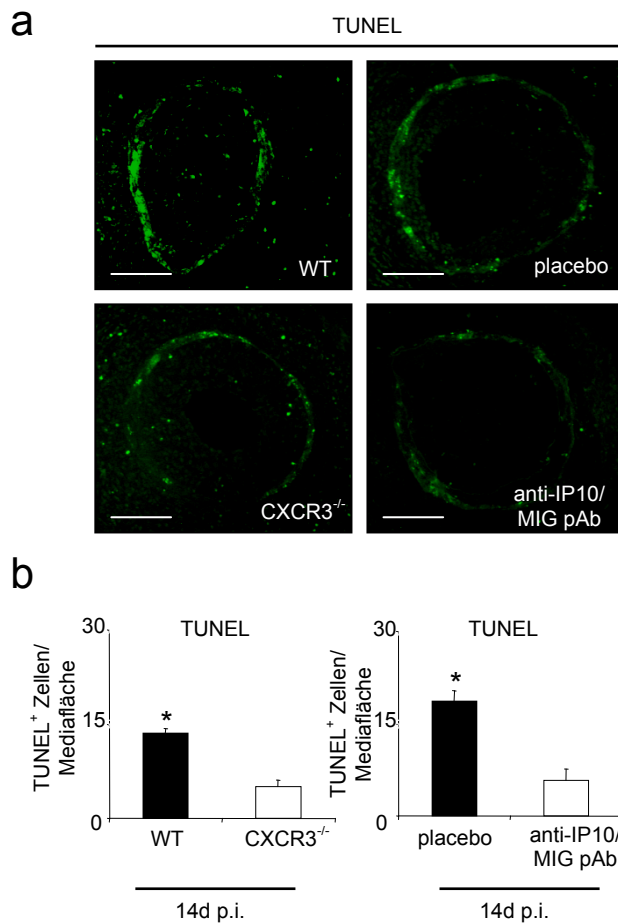 a
TUNEL
WT
placebo
CXCR3-/-
anti-IP10/
MIG pAb
b
30
TUNEL
15
0
TUNEL+ Zellen/
Mediafläche
*
WT
CXCR3-/-
14d p.i.
30
TUNEL
15
0
TUNEL+ Zellen/
Mediafläche
*
placebo
anti-IP10/
MIG pAb
14d p.i.